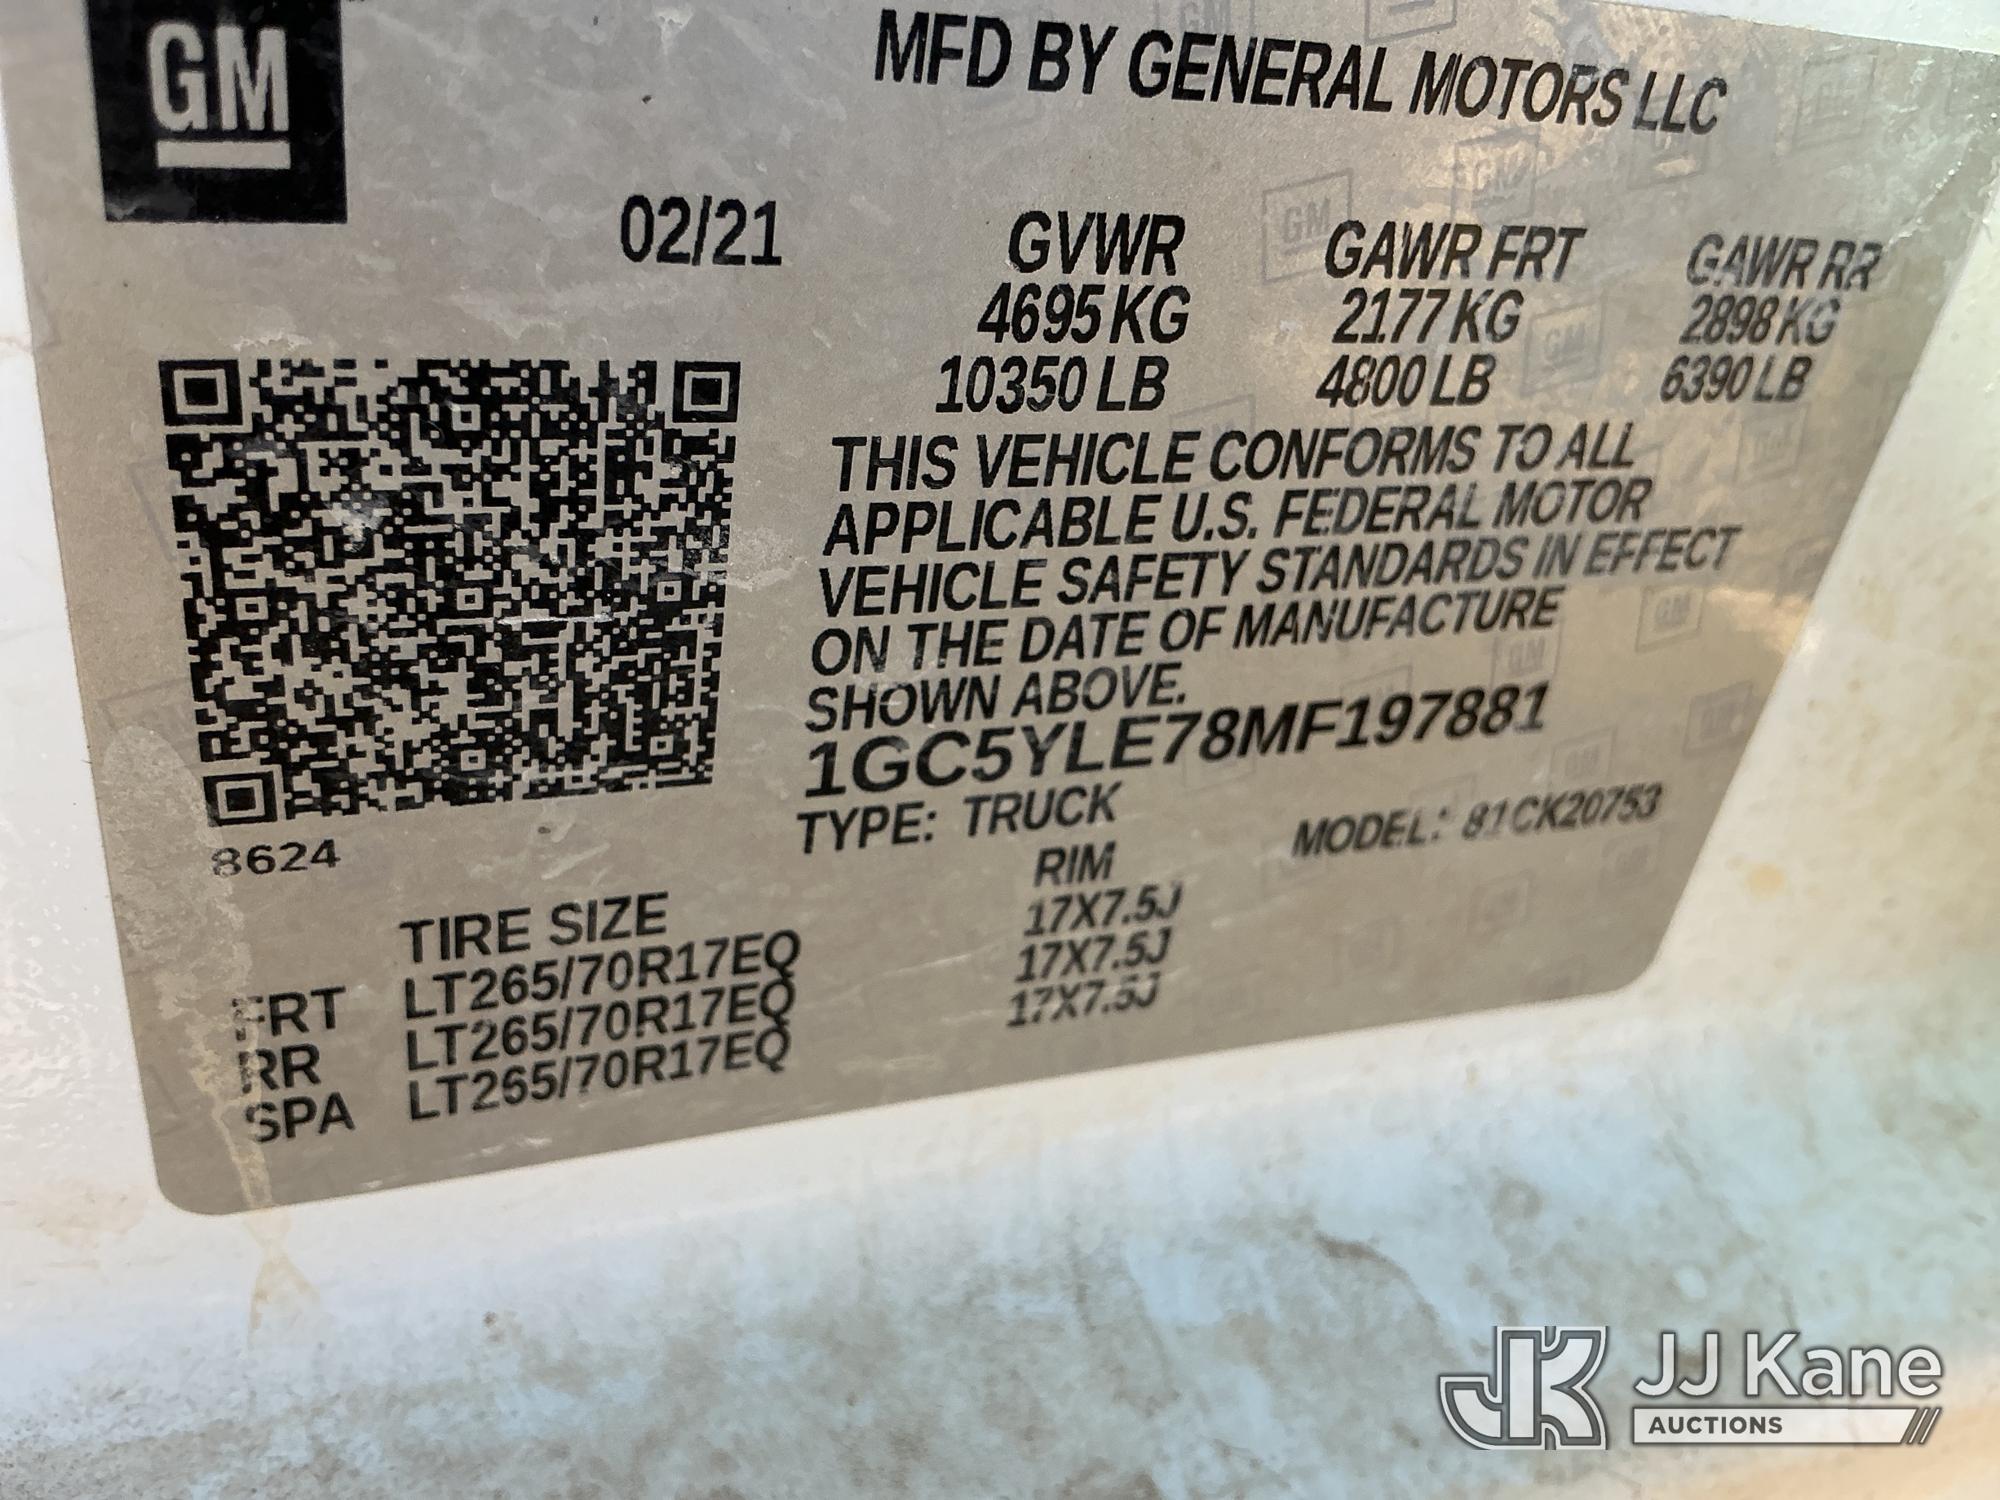 GM
MFD BY GENERAL MOTORS LLC
02/21
GVWR GAWR FRT GAWR RR
4695 KG 2177 KG 2898 KG
10350 LB 4800 LB 6390 LB
THIS VEHICLE CONFORMS TO ALL
APPLICABLE U.S. FEDERAL MOTOR
VEHICLE SAFETY STANDARDS IN EFFECT
ON THE DATE OF MANUFACTURE
SHOWN ABOVE.
1GC5YLE78MF197881
TYPE: TRUCK MODEL: 81CK20753
8624
TIRE SIZE RIM
FRT LT265/70R17EQ 17X7.5J
RR LT265/70R17EQ 17X7.5J
SPA LT265/70R17EQ 17X7.5J
JK JJ Kane
AUCTIONS